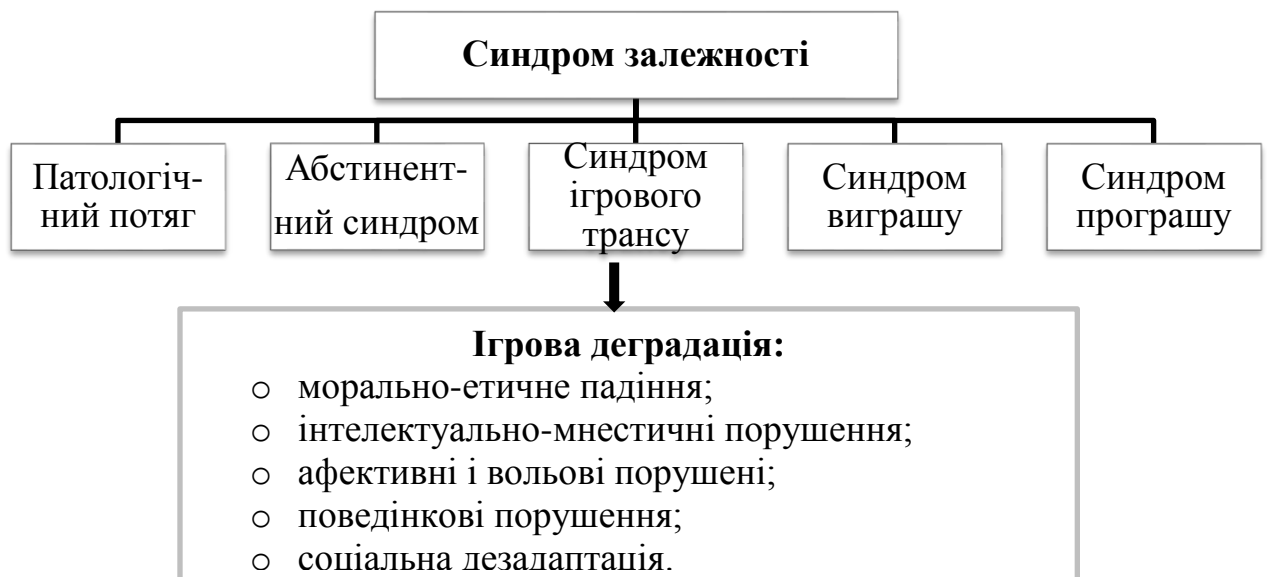 Синдром залежності
Патологіч-
ний потяг
Абстинент-
ний синдром
Синдром
ігрового
трансу
Синдром
виграшу
Синдром
програшу
Ігрова деградація:
o морально-етичне падіння;
o інтелектуально-мнестичні порушення;
o афективні і вольові порушені;
o поведінкові порушення;
o соціальна дезадаптація.